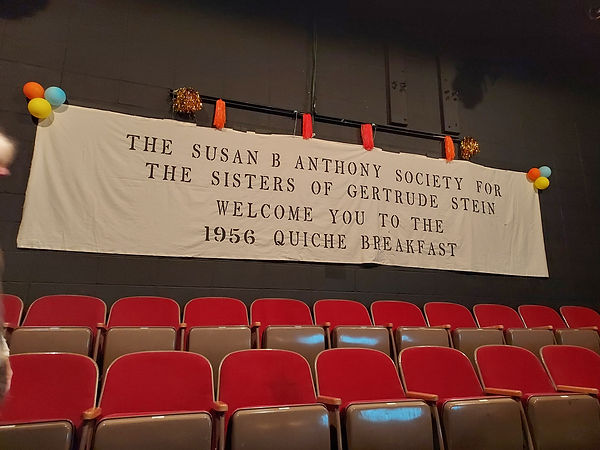 THE SUSAN B ANTHONY SOCIETY FOR
THE SISTERS OF GERTRUDE STEIN
WELCOME YOU TO THE
1956 QUICHE BREAKFAST